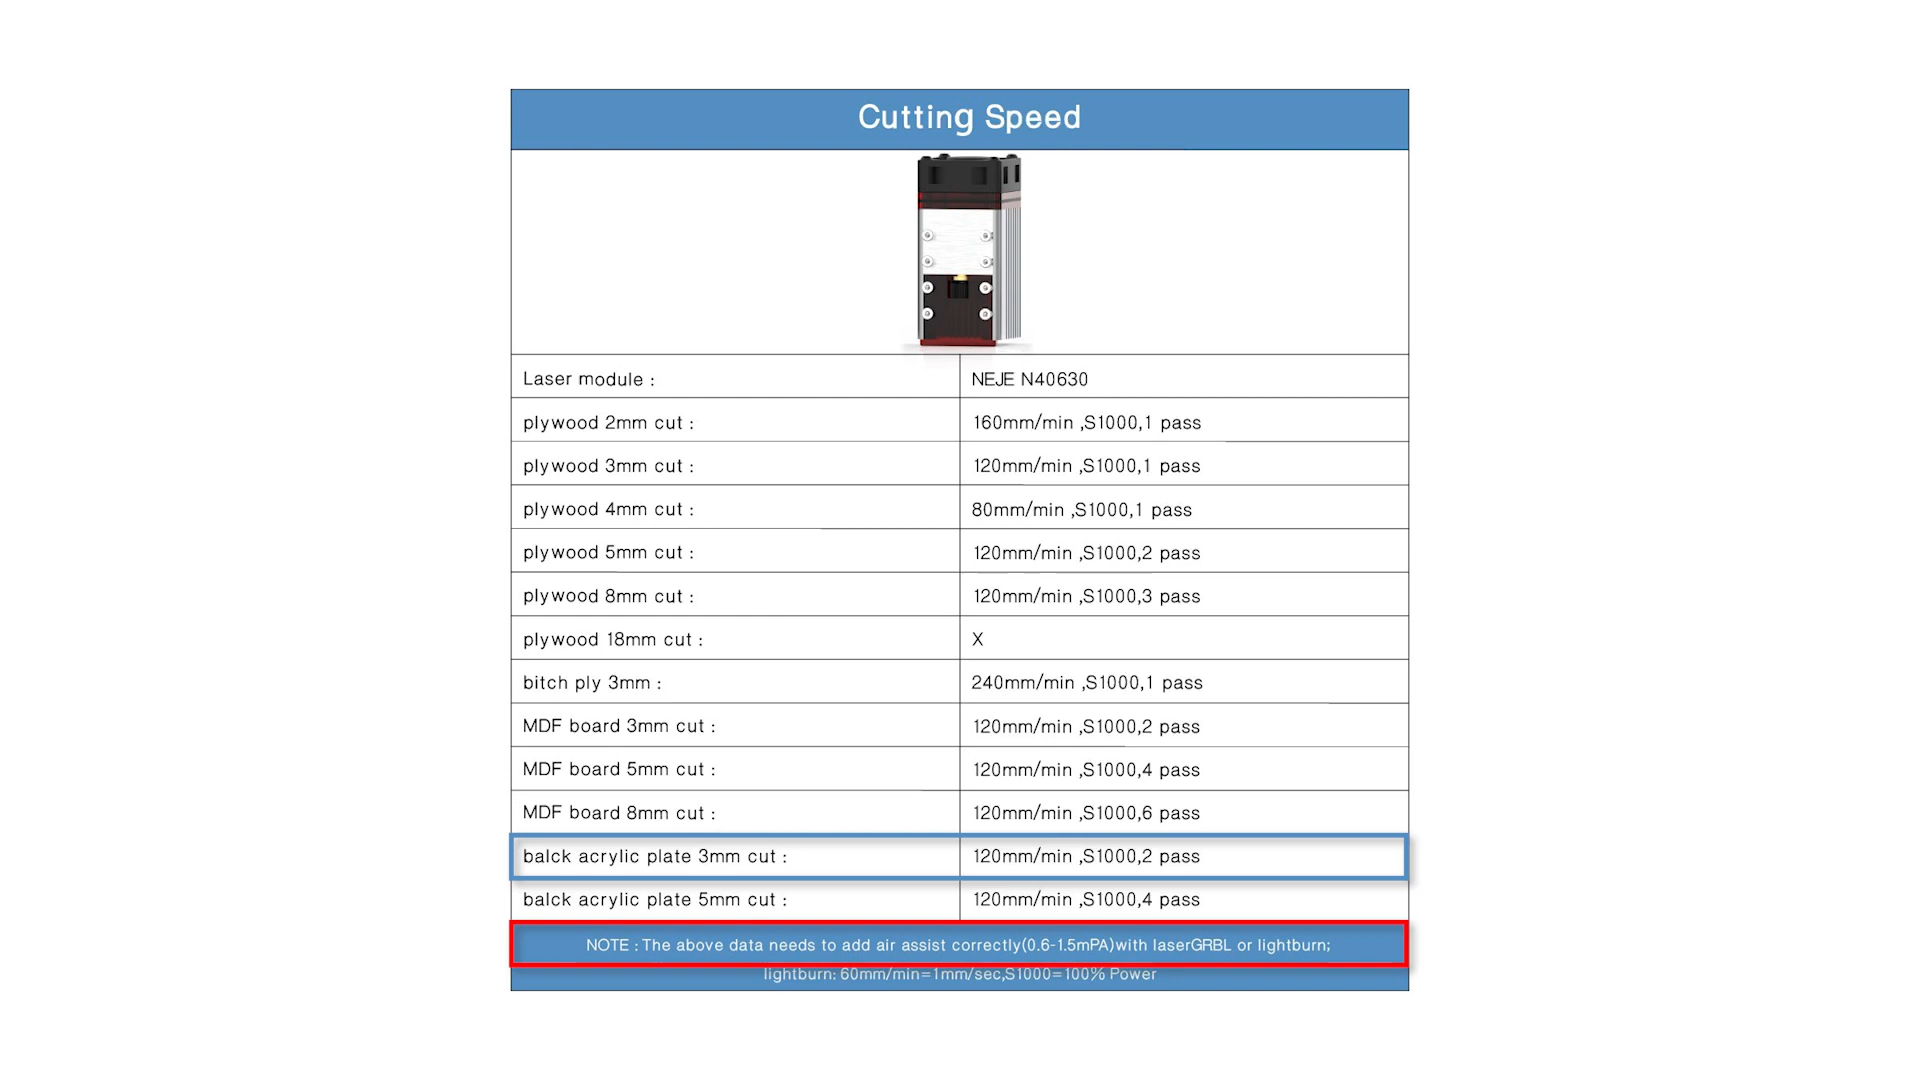 Cutting Speed
Laser module : NEJE N40630
plywood 2mm cut : 160mm/min ,S1000,1 pass
plywood 3mm cut : 120mm/min ,S1000,1 pass
plywood 4mm cut : 80mm/min ,S1000,1 pass
plywood 5mm cut : 120mm/min ,S1000,2 pass
plywood 8mm cut : 120mm/min ,S1000,3 pass
plywood 18mm cut : X
bitch ply 3mm : 240mm/min ,S1000,1 pass
MDF board 3mm cut : 120mm/min ,S1000,2 pass
MDF board 5mm cut : 120mm/min ,S1000,4 pass
MDF board 8mm cut : 120mm/min ,S1000,6 pass
balck acrylic plate 3mm cut : 120mm/min ,S1000,2 pass
balck acrylic plate 5mm cut : 120mm/min ,S1000,4 pass
NOTE : The above data needs to add air assist correctly(0.6-1.5mPA)with laserGRBL or lightburn;
lightburn: 60mm/min=1mm/sec,S1000=100% Power